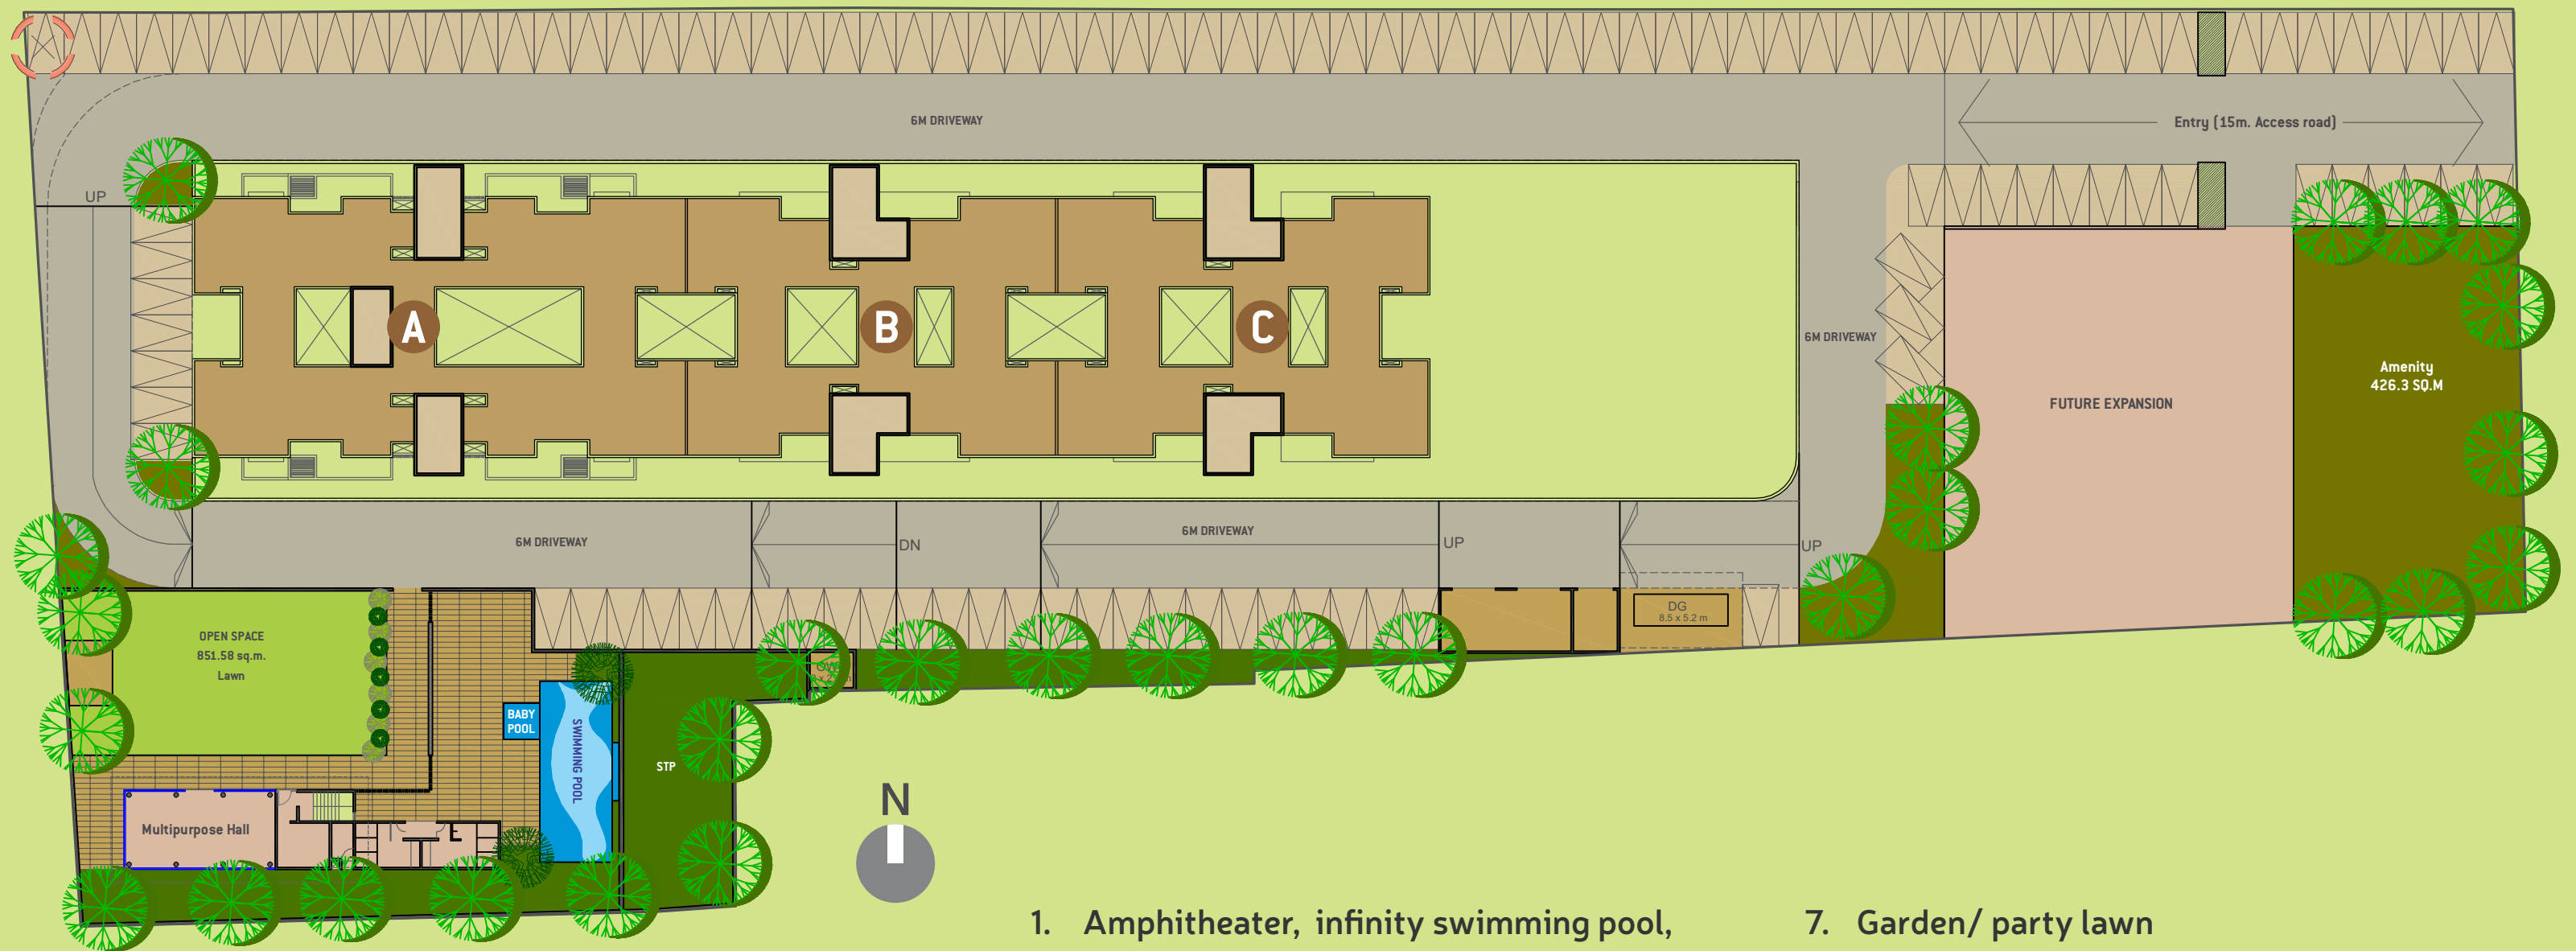 6M DRIVEWAY
Entry (15m. Access road)
UP
A
B
C
6M DRIVEWAY
Amenity
426.3 SQ.M
FUTURE EXPANSION
6M DRIVEWAY
DN
6M DRIVEWAY
UP
UP
OPEN SPACE
851.58 sq.m.
Lawn
DG
8.5 x 5.2 m
BABY
POOL
SWIMMING POOL
STP
Multipurpose Hall
N
1. Amphitheater, infinity swimming pool,
7. Garden/ party lawn